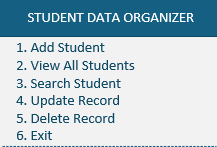 STUDENT DATA ORGANIZER
1. Add Student
2. View All Students
3. Search Student
4. Update Record
5. Delete Record
6. Exit